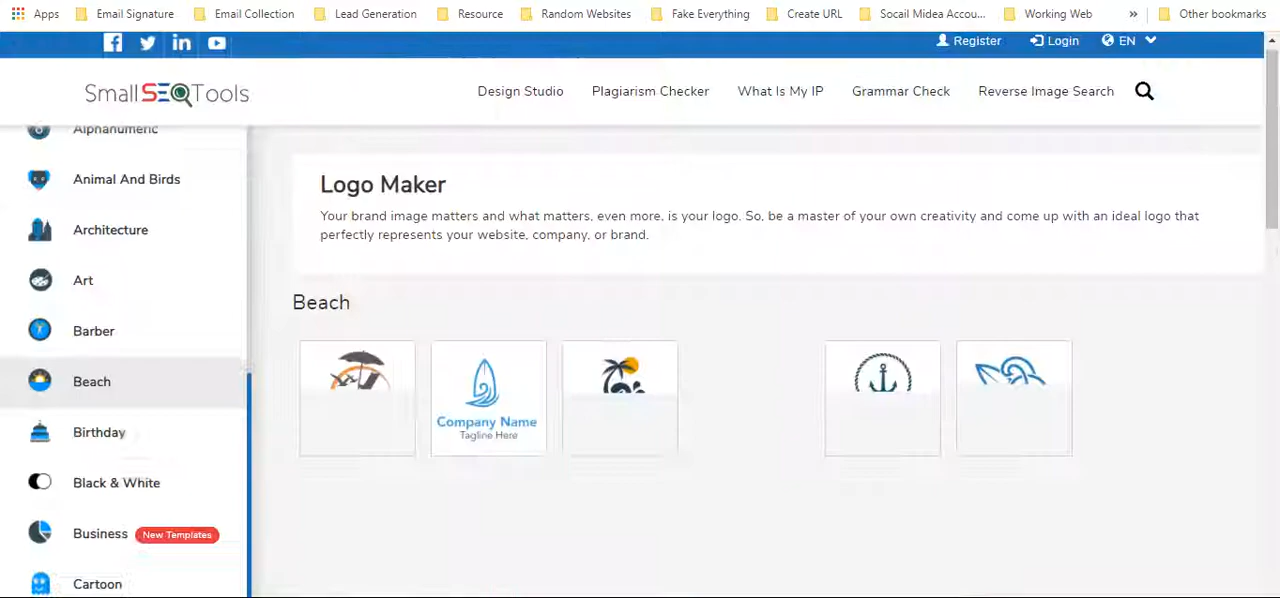 Apps Email Signature Email Collection Lead Generation Resource Random Websites Fake Everything Create URL Socail Midea Accou... Working Web » Other bookmarks
Register Login EN
SmallSEOTools Design Studio Plagiarism Checker What Is My IP Grammar Check Reverse Image Search
Alphanumeric
Animal And Birds
Architecture
Art
Barber
Beach
Birthday
Black & White
Business New Templates
Cartoon
Logo Maker
Your brand image matters and what matters, even more, is your logo. So, be a master of your own creativity and come up with an ideal logo that
perfectly represents your website, company, or brand.
Beach
Company Name
Tagline Here